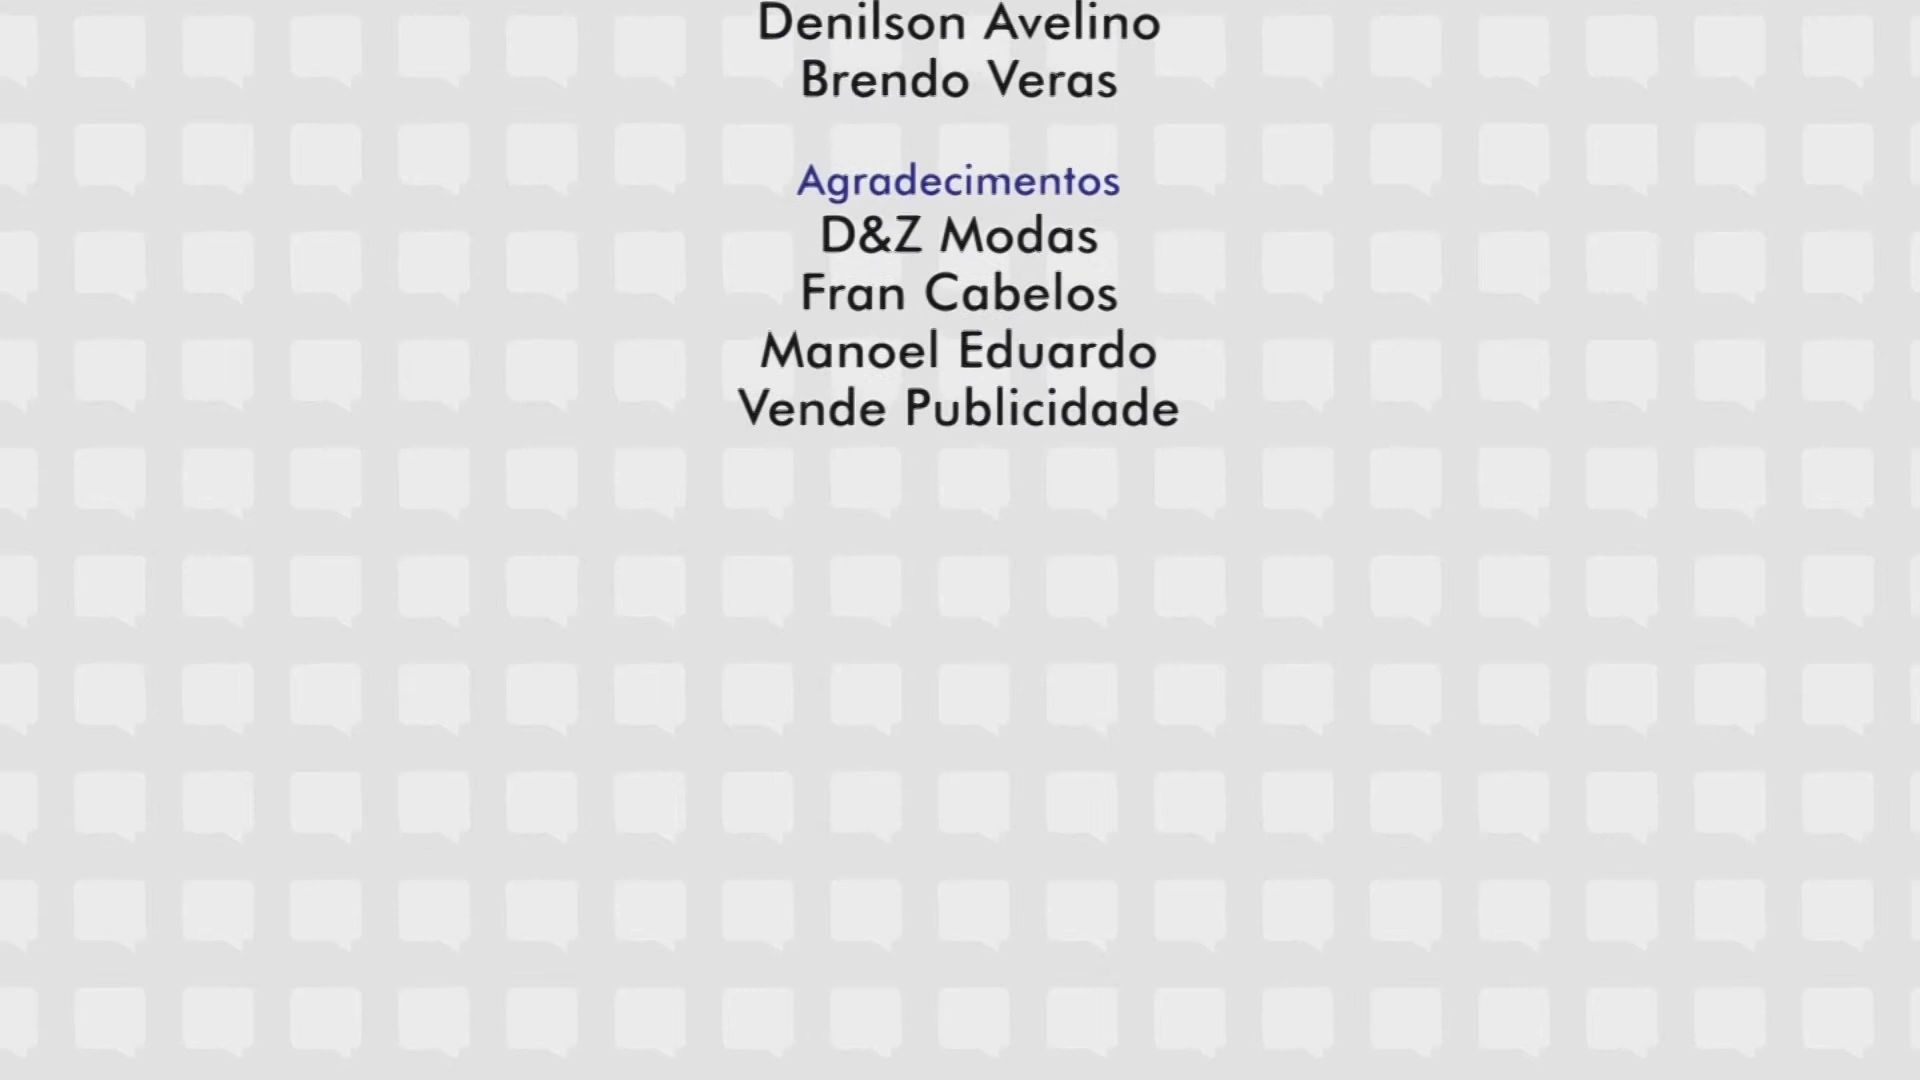 Denilson Avelino
Brendo Veras
Agradecimentos
D&Z Modas
Fran Cabelos
Manoel Eduardo
Vende Publicidade